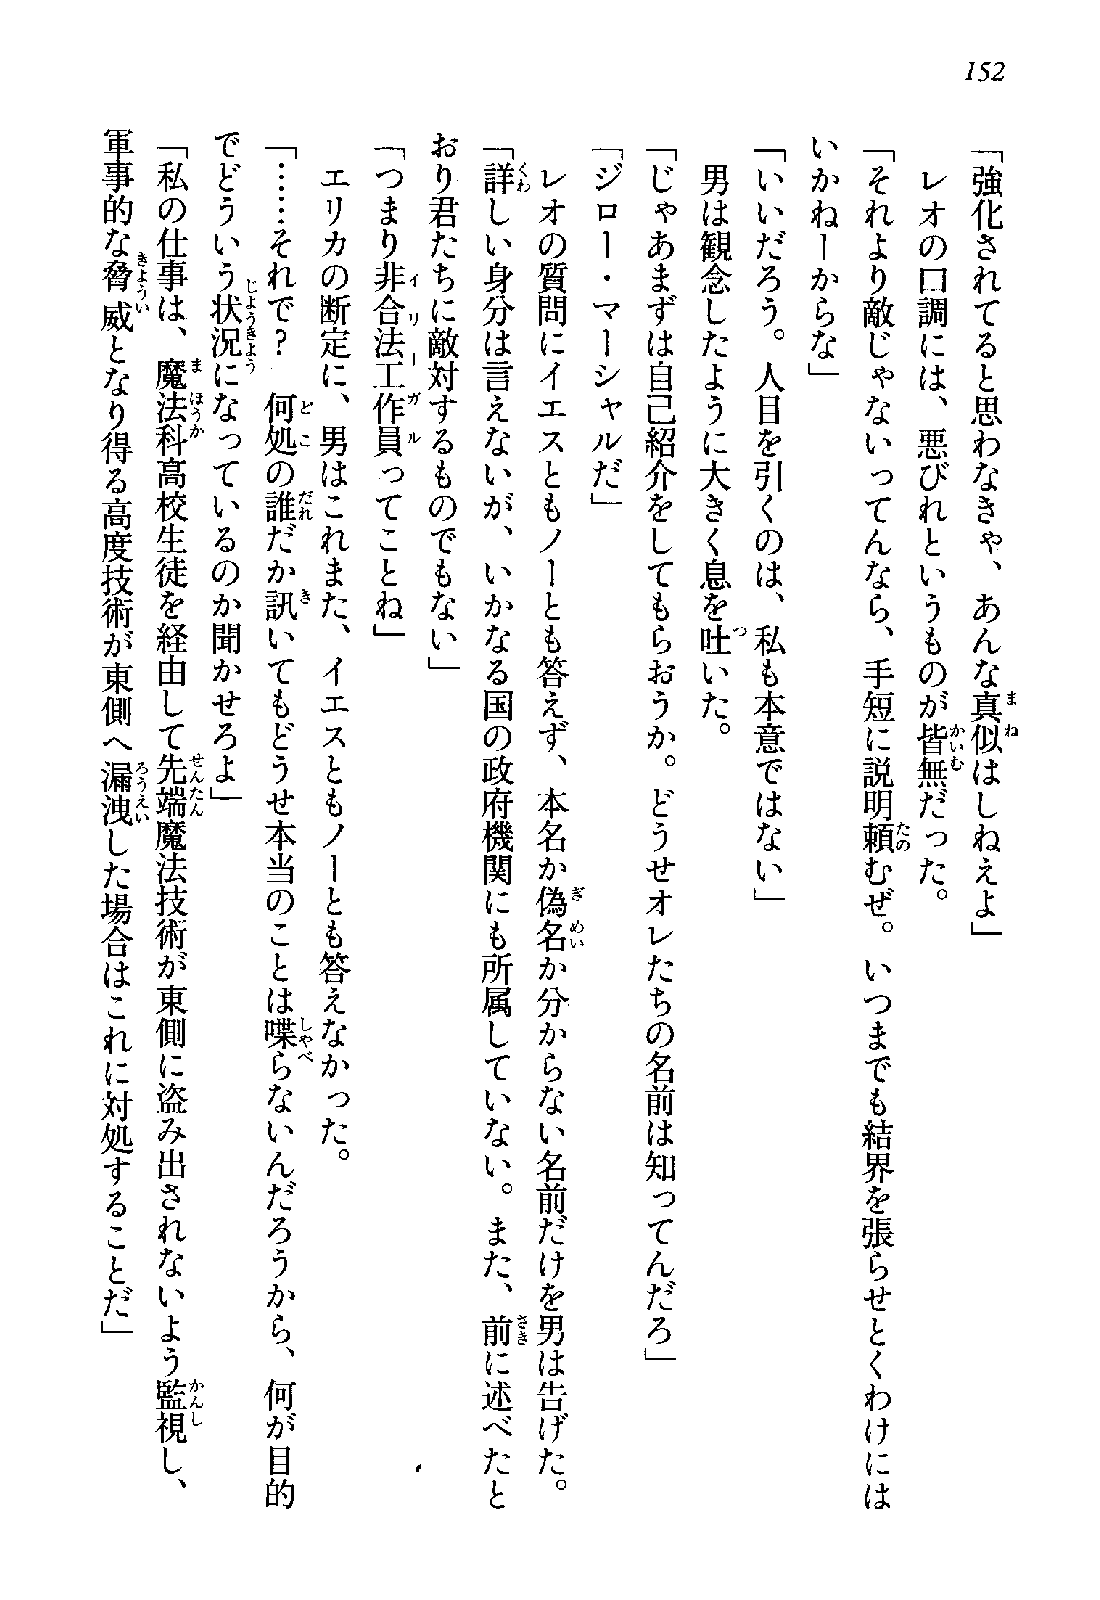 152
「強化されてると思わなきゃ、あんな真似はしねえよ」
レオの口調には、悪びれというものが皆無だった。
「それより敵じゃないってんなら、手短に説明頼むぜ。いつまでも結界を張らせとくわけには
いかねーからな」
「いいだろう。人目を引くのは、私も本意ではない」
男は観念したように大きく息を吐いた。
「じゃあまずは自己紹介をしてもらおうか。どうせオレたちの名前は知ってんだろ」
「ジロー・マーシャルだ」
レオの質問にイエスともノーとも答えず、本名か偽名か分からない名前だけを男は告げた。
「詳しい身分は言えないが、いかなる国の政府機関にも所属していない。また、前に述べたと
おり君たちに敵対するものでもない」
「つまり非合法工作員ってことね」
エリカの断定に、男はこれまた、イエスともノーとも答えなかった。
「……それで？　何処の誰だか訊いてもどうせ本当のことは喋らないんだろうから、何が目的
でどういう状況になっているのか聞かせろよ」
「私の仕事は、魔法科高校生徒を経由して先端魔法技術が東側に盗み出されないよう監視し、
軍事的な脅威となり得る高度技術が東側へ漏洩した場合はこれに対処することだ」